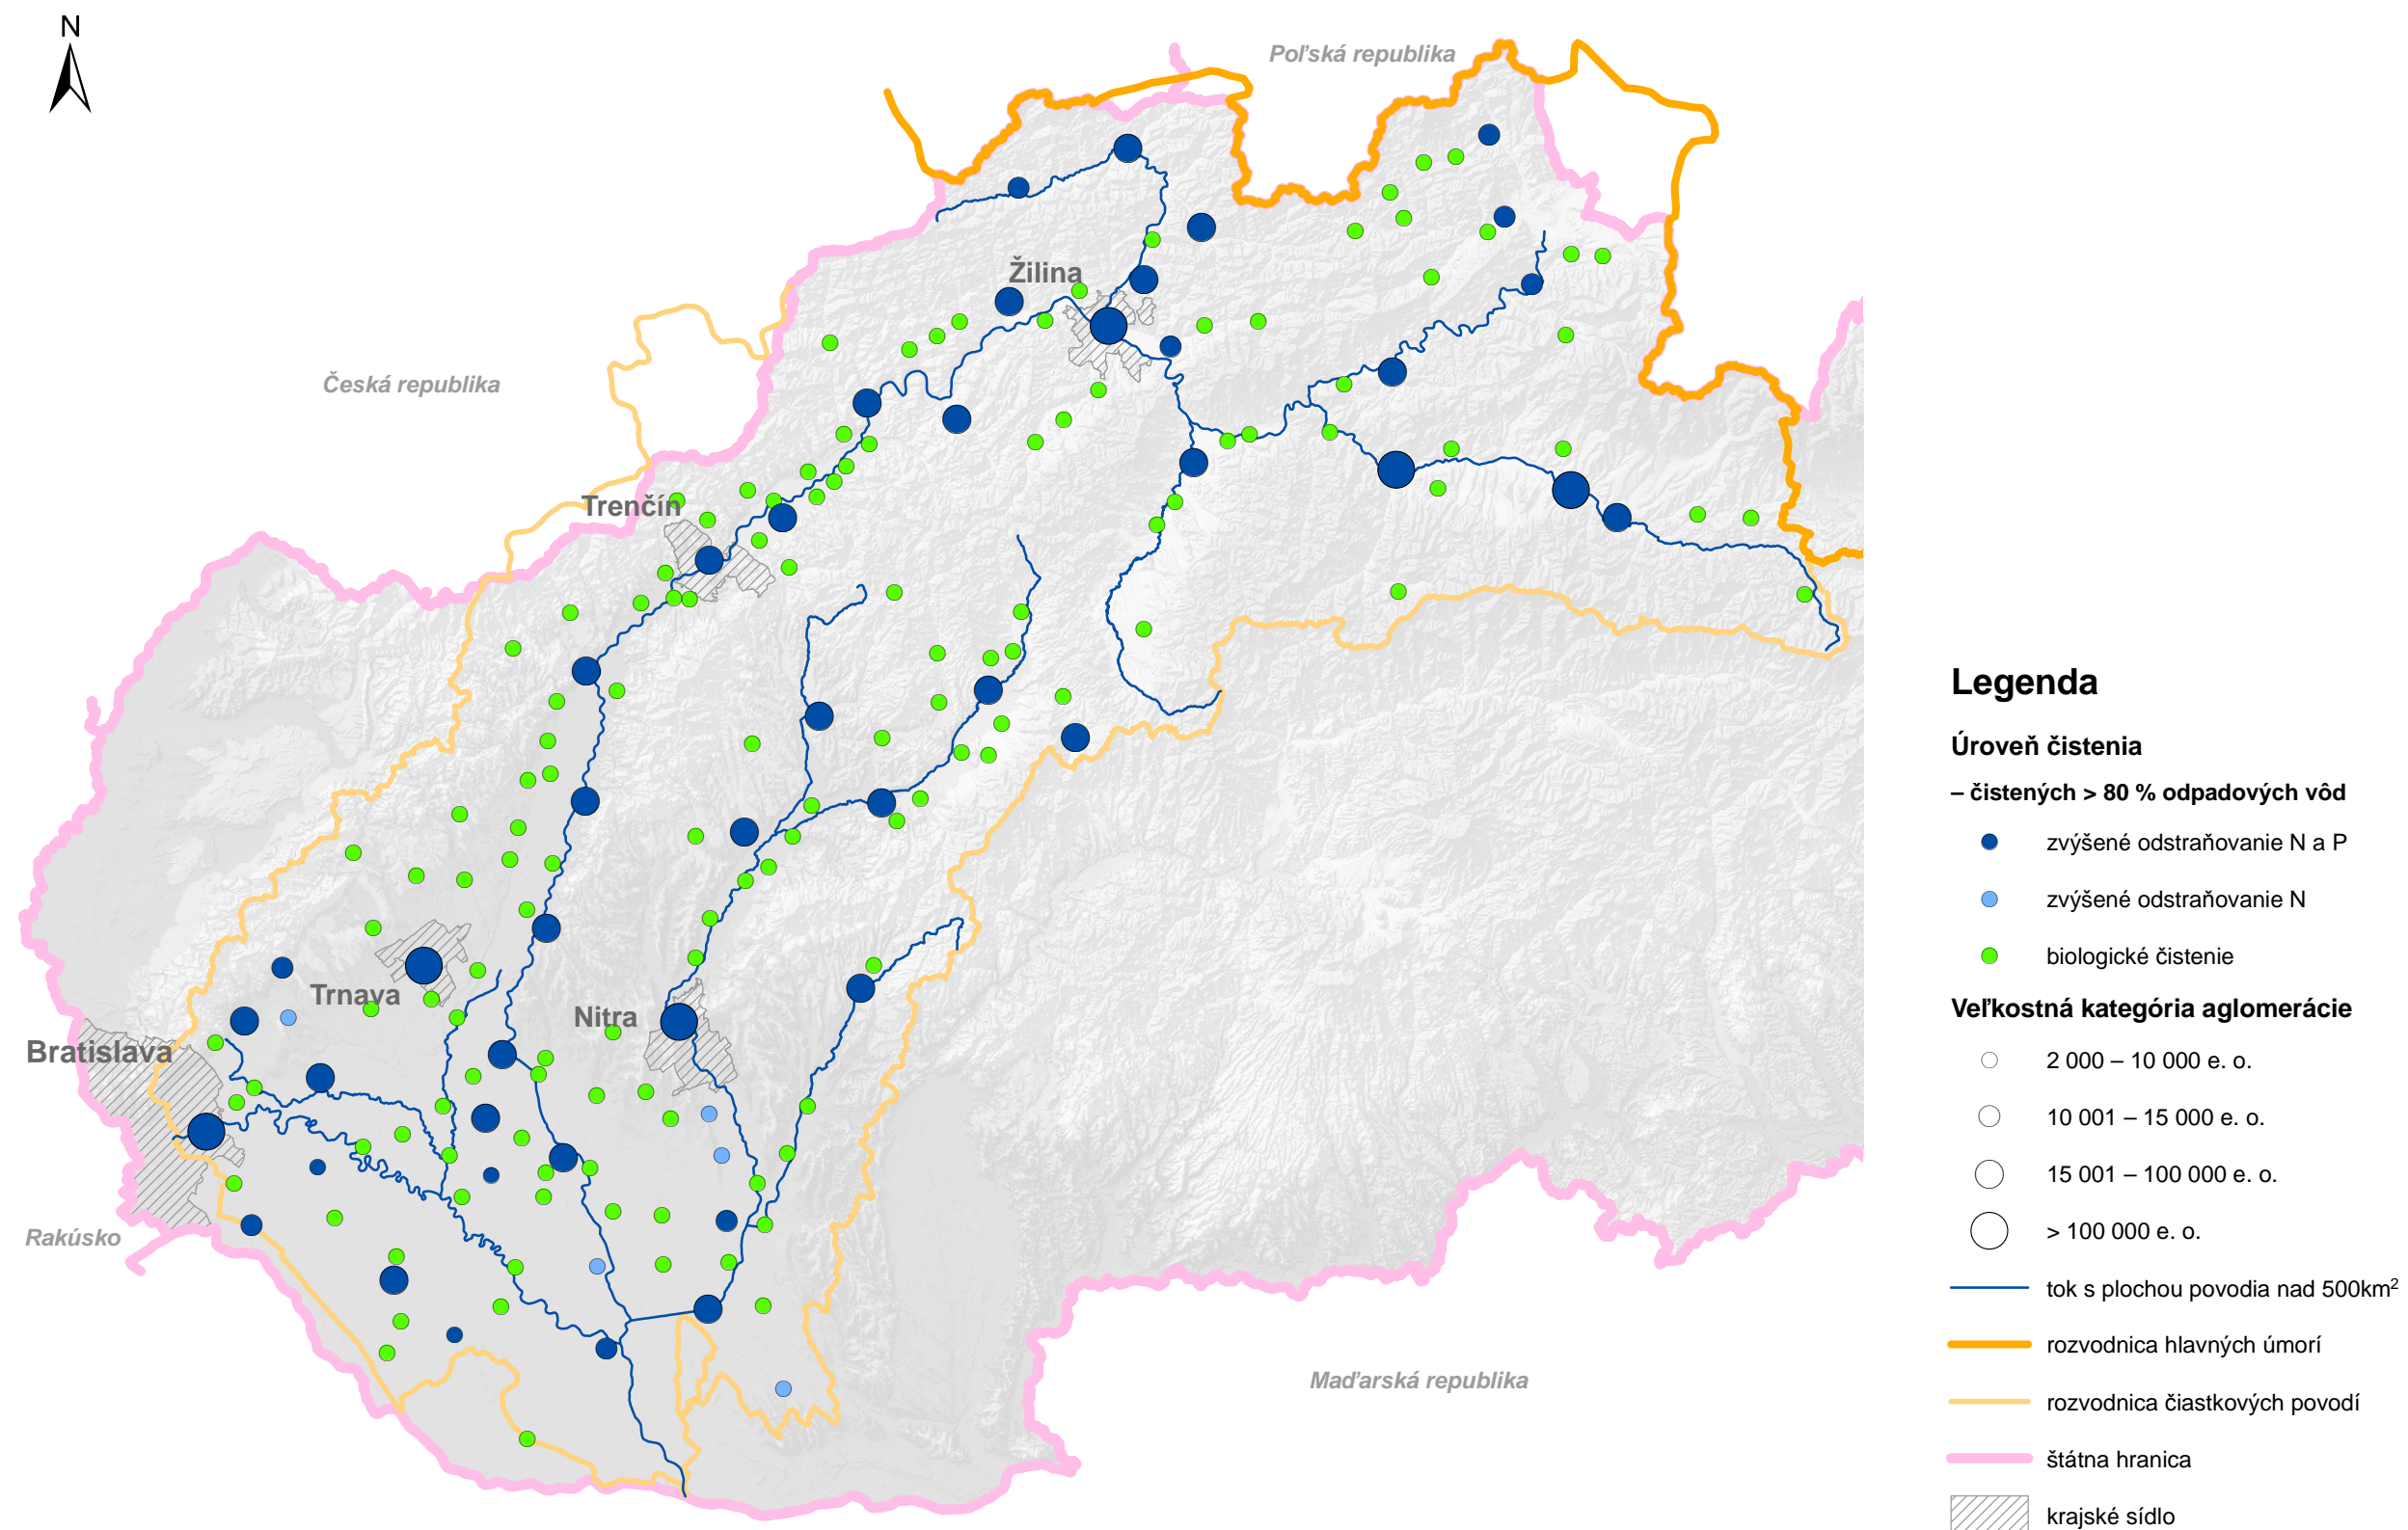 N
Poľská republika
Žilina
Česká republika
Trenčín
Trnava
Nitra
Bratislava
Rakúsko
Maďarská republika
Legenda
Úroveň čistenia
– čistených > 80 % odpadových vôd
zvýšené odstraňovanie N a P
zvýšené odstraňovanie N
biologické čistenie
Veľkostná kategória aglomerácie
2 000 – 10 000 e. o.
10 001 – 15 000 e. o.
15 001 – 100 000 e. o.
> 100 000 e. o.
tok s plochou povodia nad 500km²
rozvodnica hlavných úmorí
rozvodnica čiastkových povodí
štátna hranica
krajské sídlo